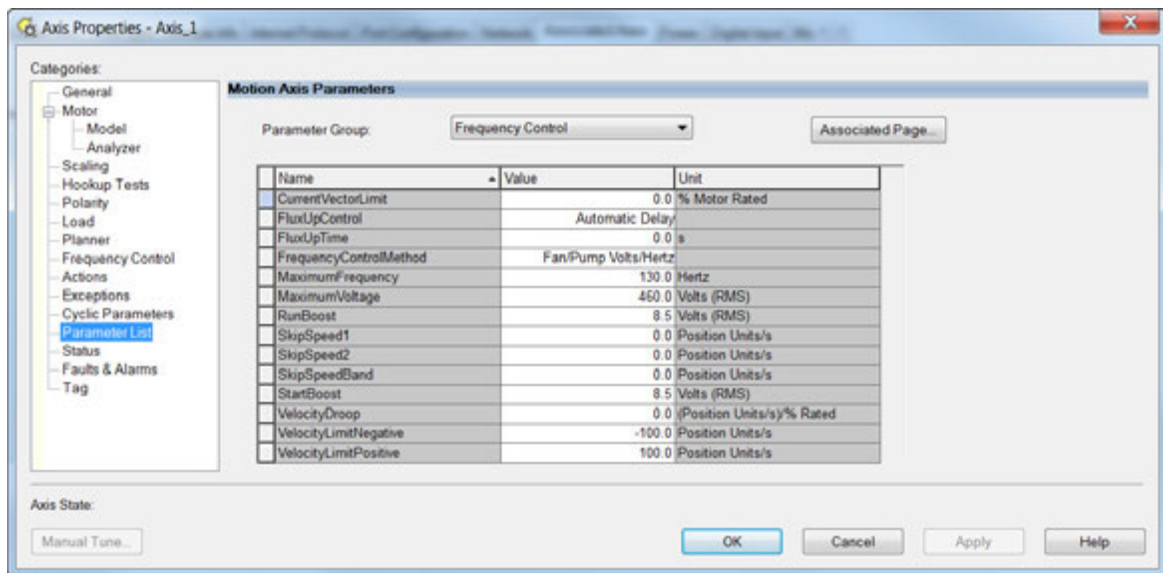 Axis Properties - Axis_1
Categories:
General
Motor
Model
Analyzer
Scaling
Hookup Tests
Polarity
Load
Planner
Frequency Control
Actions
Exceptions
Cyclic Parameters
Parameter List
Status
Faults & Alarms
Tag
Motion Axis Parameters
Parameter Group: Frequency Control Associated Page...
Name Value Unit
CurrentVectorLimit 0.0 % Motor Rated
FluxUpControl Automatic Delay
FluxUpTime 0.0 s
FrequencyControlMethod Fan/Pump Volts/Hertz
MaximumFrequency 130.0 Hertz
MaximumVoltage 460.0 Volts (RMS)
RunBoost 8.5 Volts (RMS)
SkipSpeed1 0.0 Position Units/s
SkipSpeed2 0.0 Position Units/s
SkipSpeedBand 0.0 Position Units/s
StartBoost 8.5 Volts (RMS)
VelocityDroop 0.0 (Position Units/s)/% Rated
VelocityLimitNegative -100.0 Position Units/s
VelocityLimitPositive 100.0 Position Units/s
Axis State:
Manual Tune... OK Cancel Apply Help